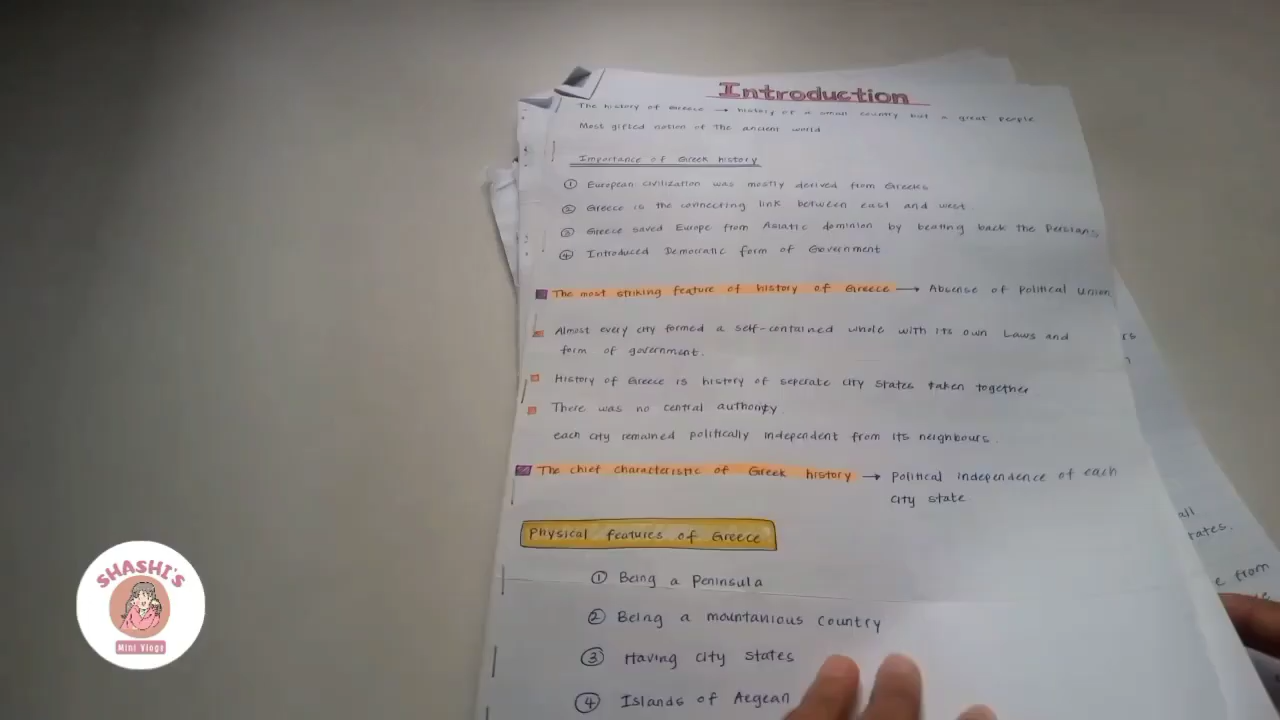 Introduction
The history of Greece → history of a small country but a great people
Most gifted nation of The ancient world
Importance of Greek history
① European civilization was mostly derived from Greeks
② Greece is the connecting link between east and west.
③ Greece saved Europe from Asiatic dominion by beating back the Persians
④ Introduced Democratic form of Government
The most striking feature of history of Greece → Absense of Political Union
Almost every city formed a self-contained whole with its own Laws and
form of government.
History of Greece is history of seperate city states taken together
There was no central authority
each city remained politically independent from its neighbours.
The chief characteristic of Greek history → Political independence of each
city state
Physical features of Greece
① Being a Peninsula
② Being a mountanious country
③ Having city states
④ Islands of Aegean
all
tates.
e from
SHASHI'S
Mini Vlogs